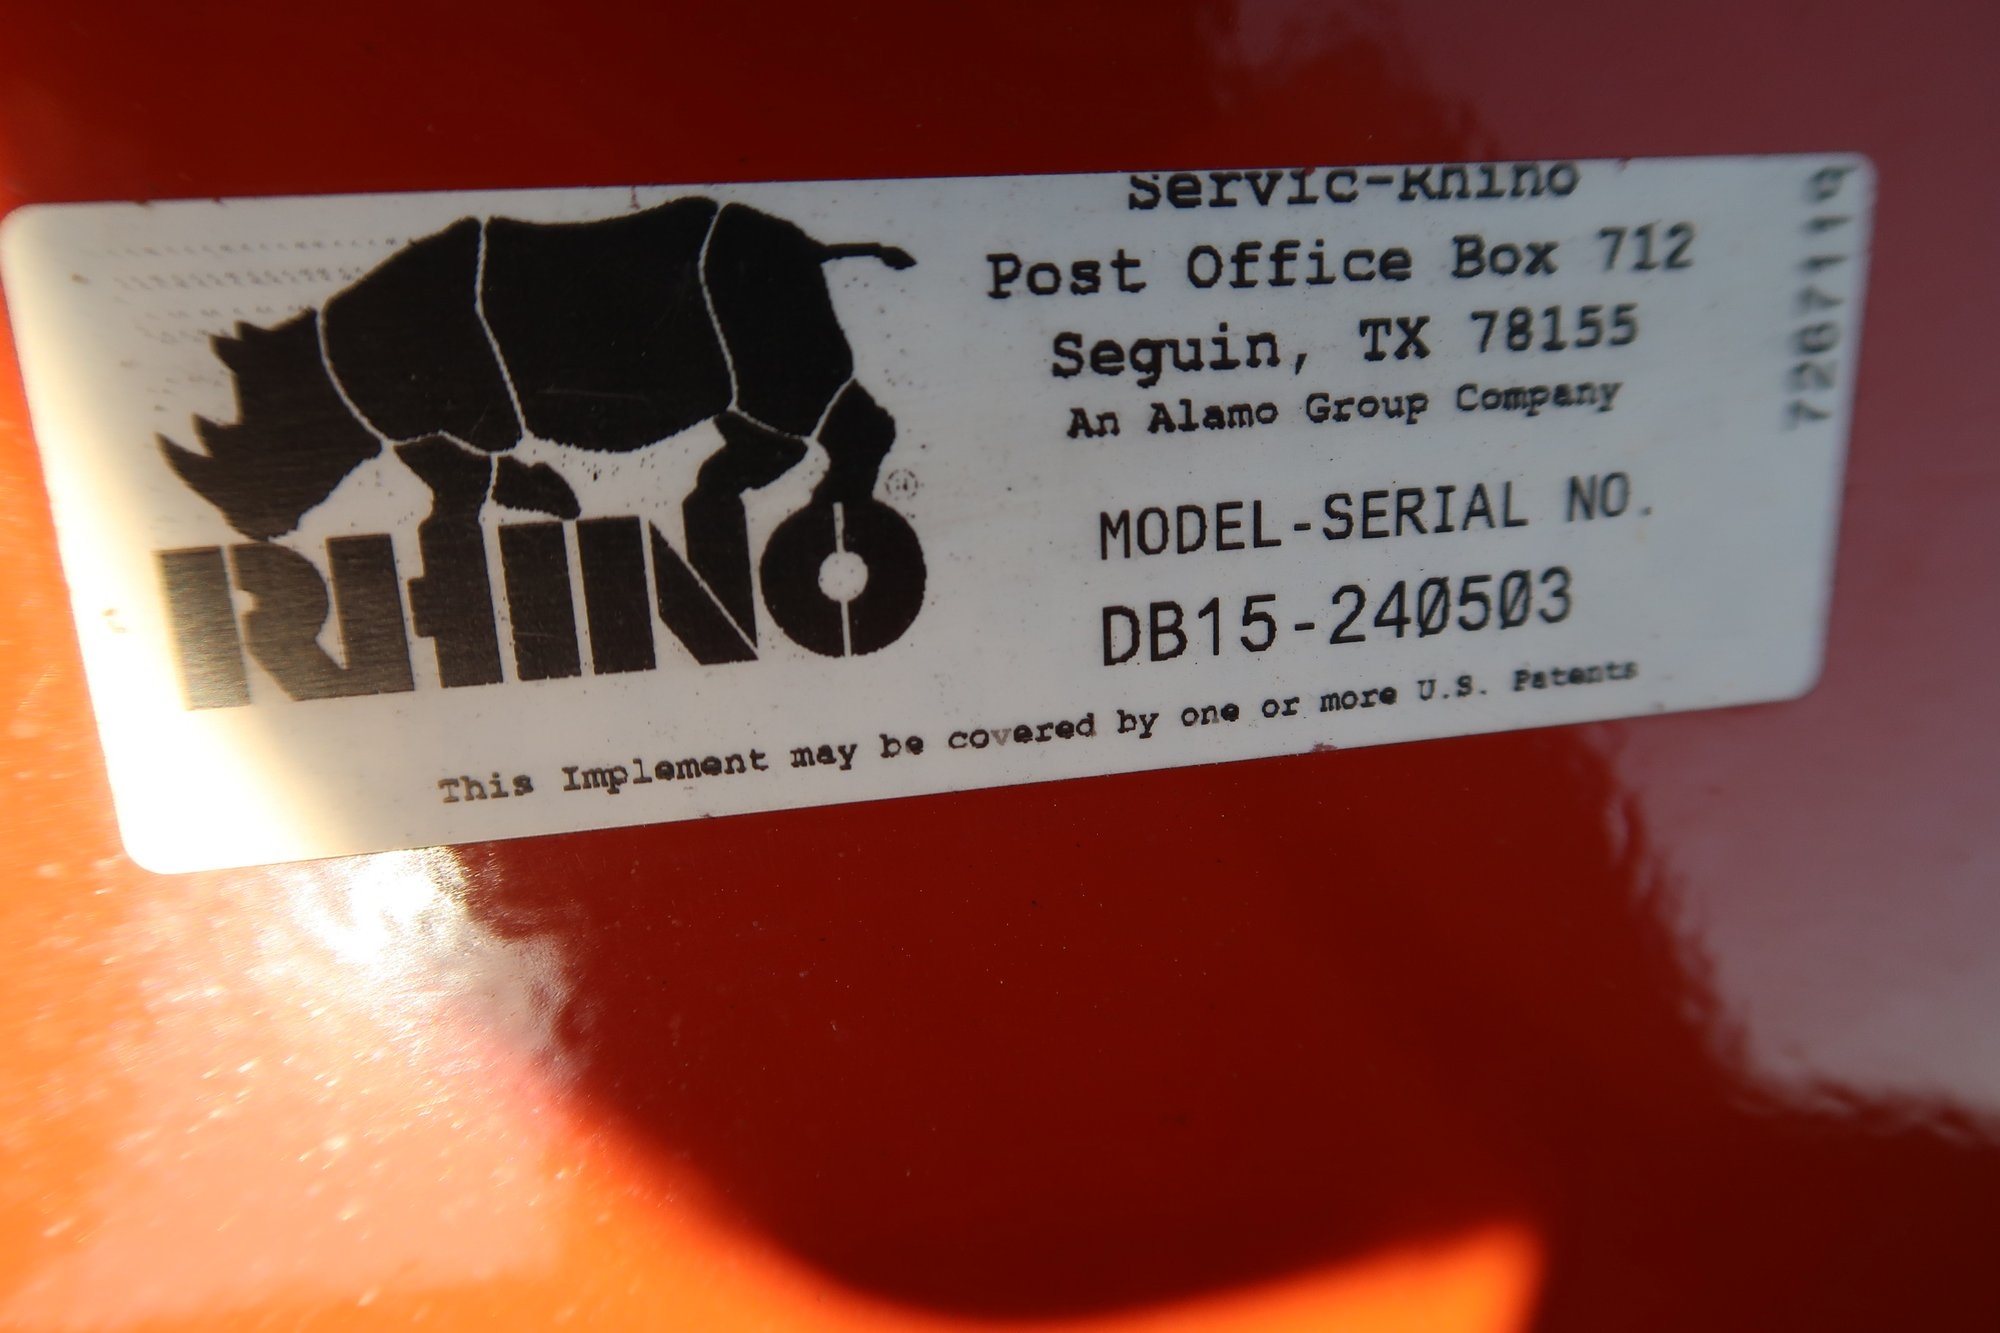 Servic-Rhino
Post Office Box 712
Seguin, TX 78155
An Alamo Group Company
RHINO®
MODEL-SERIAL NO.
DB15-240503
This Implement may be covered by one or more U.S. Patents